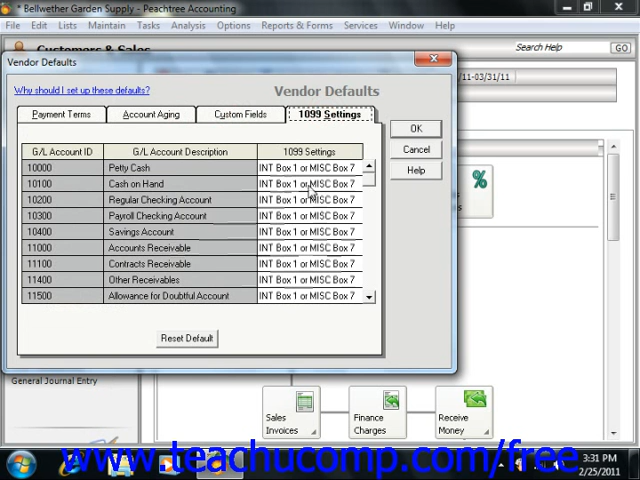 * Bellwether Garden Supply - Peachtree Accounting
File Edit Lists Maintain Tasks Analysis Options Reports & Forms Services Window Help
Customers & Sales
Search Help GO
Vendor Defaults
11-03/31/11
Why should I set up these defaults?
Vendor Defaults
Payment Terms Account Aging Custom Fields 1099 Settings
OK
Cancel
Help
G/L Account ID G/L Account Description 1099 Settings
10000 Petty Cash INT Box 1 or MISC Box 7
10100 Cash on Hand INT Box 1 or MISC Box 7
10200 Regular Checking Account INT Box 1 or MISC Box 7
10300 Payroll Checking Account INT Box 1 or MISC Box 7
10400 Savings Account INT Box 1 or MISC Box 7
11000 Accounts Receivable INT Box 1 or MISC Box 7
11100 Contracts Receivable INT Box 1 or MISC Box 7
11400 Other Receivables INT Box 1 or MISC Box 7
11500 Allowance for Doubtful Account INT Box 1 or MISC Box 7
Reset Default
General Journal Entry
Sales Invoices
Finance Charges
Receive Money
www.teachucomp.com/free
3:31 PM
2/25/2011